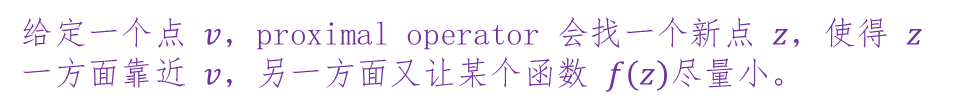 给定一个点 v，proximal operator 会找一个新点 z，使得 z
一方面靠近 v，另一方面又让某个函数 f(z)尽量小。